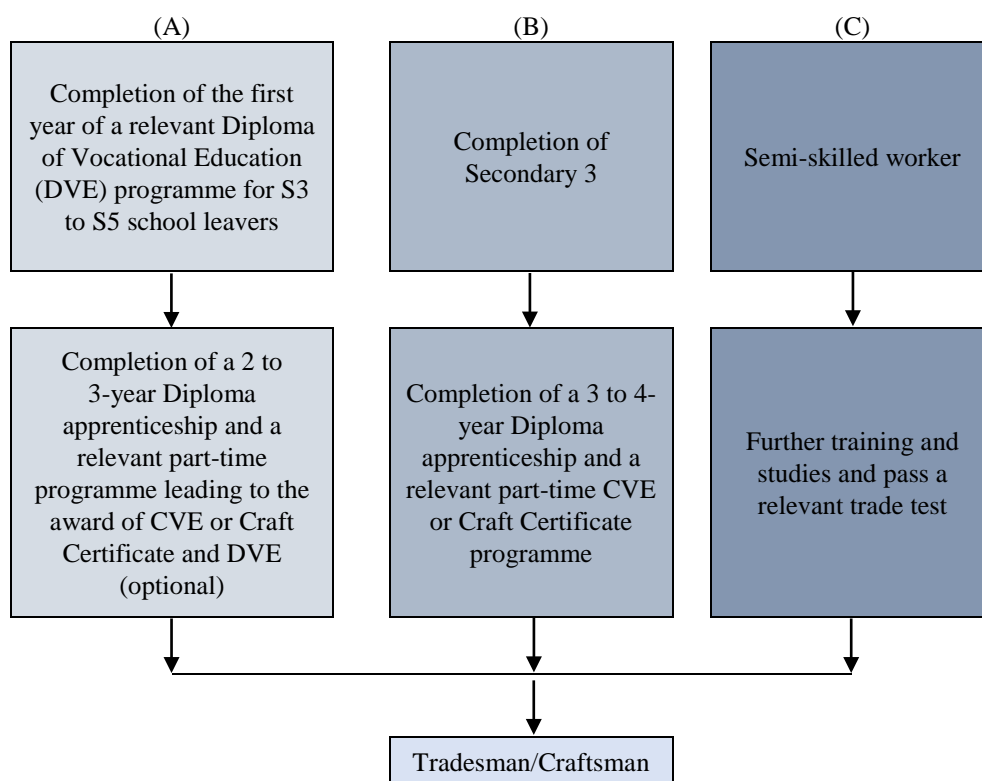 (A)
Completion of the first
year of a relevant Diploma
of Vocational Education
(DVE) programme for S3
to S5 school leavers
(B)
Completion of
Secondary 3
(C)
Semi-skilled worker
Completion of a 2 to
3-year Diploma
apprenticeship and a
relevant part-time
programme leading to the
award of CVE or Craft
Certificate and DVE
(optional)
Completion of a 3 to 4-
year Diploma
apprenticeship and a
relevant part-time CVE
or Craft Certificate
programme
Further training and
studies and pass a
relevant trade test
Tradesman/Craftsman